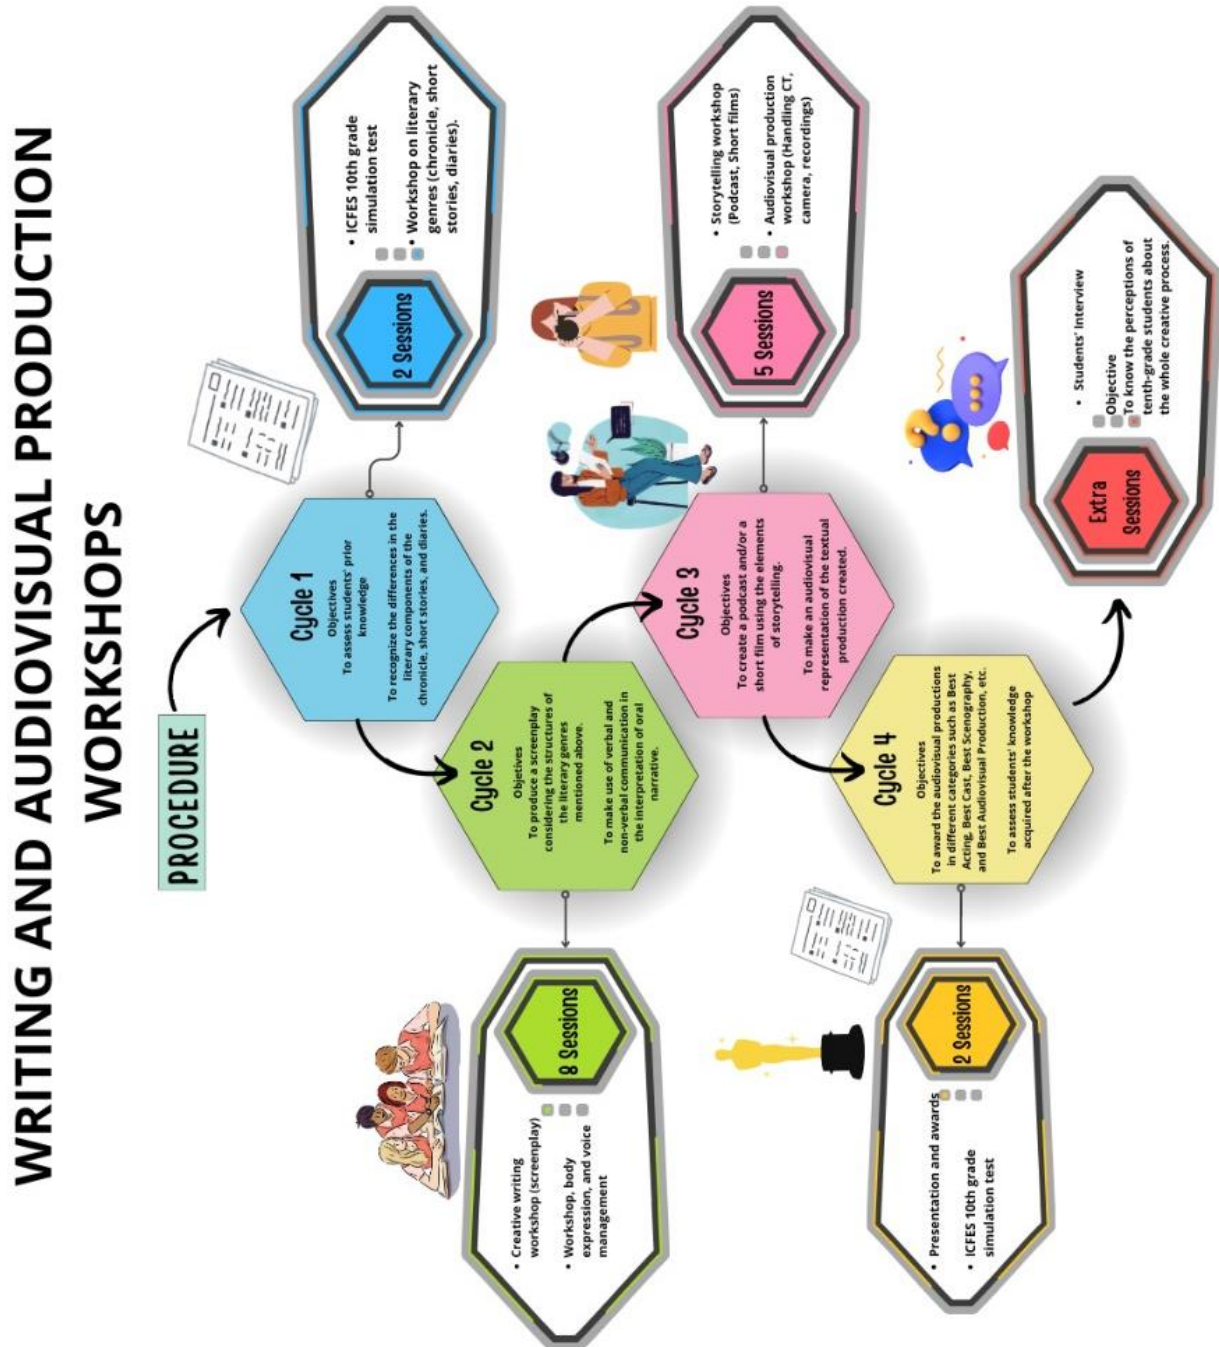 WRITING AND AUDIOVISUAL PRODUCTION
WORKSHOPS
PROCEDURE
Cycle 1
Objectives
To assess students' prior
knowledge
To recognize the differences in the
literary components of the
chronicle, short stories, and diaries.
2 Sessions
• ICFES 10th grade
simulation test
• Workshop on literary
genres (chronicle, short
stories, diaries).
Cycle 2
Objetives
To produce a screenplay
considering the structures of
the literary genres
mentioned above.
To make use of verbal and
non-verbal communication in
the interpretation of oral
narrative.
8 Sessions
• Creative writing
workshop (screenplay)
• Workshop, body
expression, and voice
management
Cycle 3
Objectives
To create a podcast and/or a
short film using the elements
of storytelling.
To make an audiovisual
representation of the textual
production created.
5 Sessions
• Storytelling workshop
(Podcast, Short films)
• Audiovisual production
workshop (Handling CT,
camera, recordings)
Cycle 4
Objectives
To award the audiovisual productions
in different categories such as Best
Acting, Best Cast, Best Scenography,
and Best Audiovisual Production, etc.
To assess students' knowledge
acquired after the workshop
2 Sessions
• Presentation and awards
• ICFES 10th grade
simulation test
Extra
Sessions
• Students' Interview
Objective
To know the perceptions of
tenth-grade students about
the whole creative process.